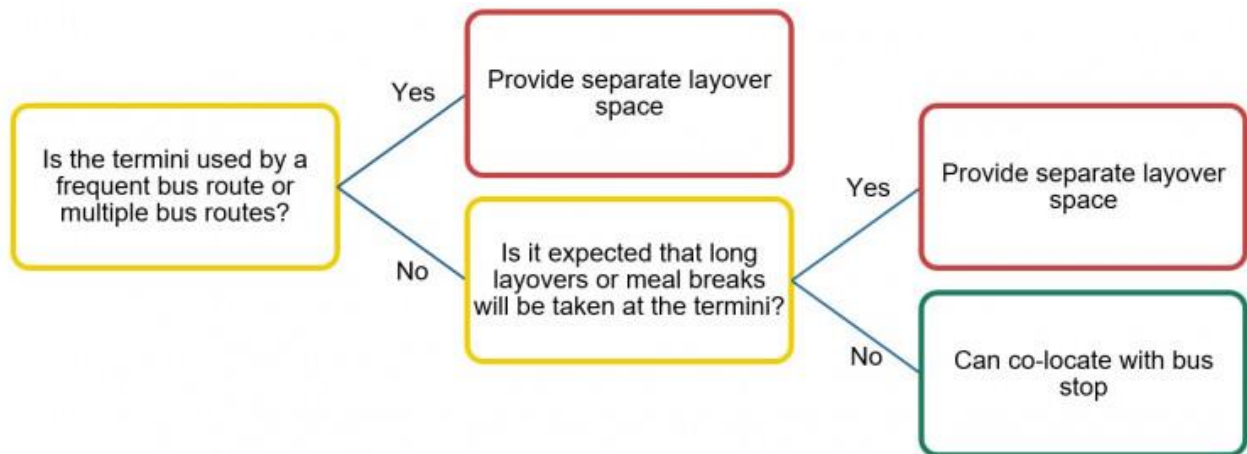 Is the termini used by a
frequent bus route or
multiple bus routes?
Yes
Provide separate layover
space
No
Is it expected that long
layovers or meal breaks
will be taken at the termini?
Yes
Provide separate layover
space
No
Can co-locate with bus
stop